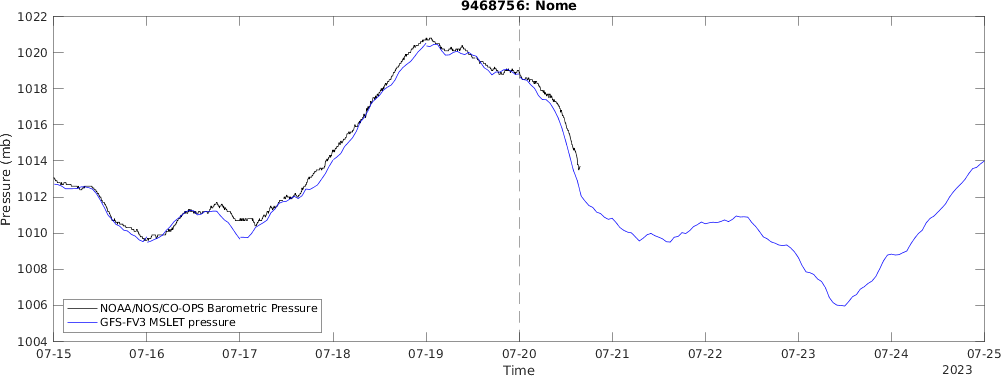 9468756: Nome
1022
1020
1018
1016
1014
1012
1010
1008
1006
1004
Pressure (mb)
NOAA/NOS/CO-OPS Barometric Pressure
GFS-FV3 MSLET pressure
07-15 07-16 07-17 07-18 07-19 07-20 07-21 07-22 07-23 07-24 07-25
Time
2023